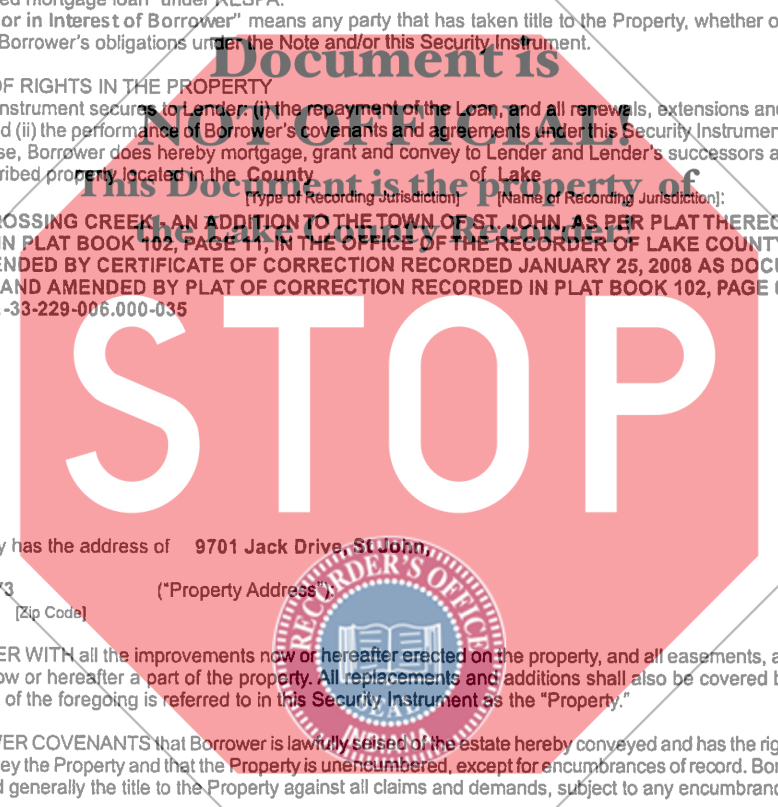 ed mortgage loan" under RESPA.
or in Interest of Borrower" means any party that has taken title to the Property, whether o
Borrower's obligations under the Note and/or this Security Instrument.
Document is
OF RIGHTS IN THE PROPERTY
nstrument secures to Lender: (i) the repayment of the Loan, and all renewals, extensions an
NOT OFFICIAL!
d (ii) the performance of Borrower's covenants and agreements under this Security Instrumen
se, Borrower does hereby mortgage, grant and convey to Lender and Lender's successors a
ribed property located in the County of Lake
This Document is the property of
[Type of Recording Jurisdiction] [Name of Recording Jurisdiction]:
ROSSING CREEK, AN ADDITION TO THE TOWN OF ST. JOHN, AS PER PLAT THEREO
the Lake County Recorder!
IN PLAT BOOK 102, PAGE 11, IN THE OFFICE OF THE RECORDER OF LAKE COUNTY
ENDED BY CERTIFICATE OF CORRECTION RECORDED JANUARY 25, 2008 AS DOCU
AND AMENDED BY PLAT OF CORRECTION RECORDED IN PLAT BOOK 102, PAGE
-33-229-006.000-035
STOP
y has the address of 9701 Jack Drive, St John,
73 ("Property Address"):
[Zip Code]
RECORDER'S OFFICE
ER WITH all the improvements now or hereafter erected on the property, and all easements, a
ow or hereafter a part of the property. All replacements and additions shall also be covered b
of the foregoing is referred to in this Security Instrument as the "Property."
SEAL
INDIANA
WER COVENANTS that Borrower is lawfully seised of the estate hereby conveyed and has the rig
ey the Property and that the Property is unencumbered, except for encumbrances of record. Bor
d generally the title to the Property against all claims and demands, subject to any encumbran